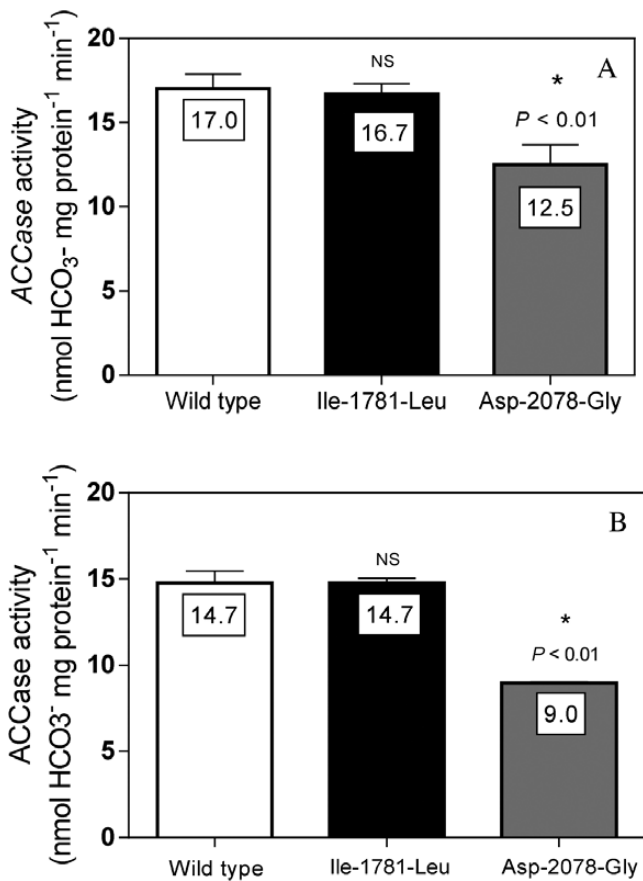 ACCase activity
(nmol HCO₃- mg protein⁻¹ min⁻¹)
20
15
10
5
0
NS
*
A
P < 0.01
17.0
16.7
12.5
Wild type
Ile-1781-Leu
Asp-2078-Gly
ACCase activity
(nmol HCO3⁻ mg protein⁻¹ min⁻¹)
20
15
10
5
0
NS
*
B
P < 0.01
14.7
14.7
9.0
Wild type
Ile-1781-Leu
Asp-2078-Gly